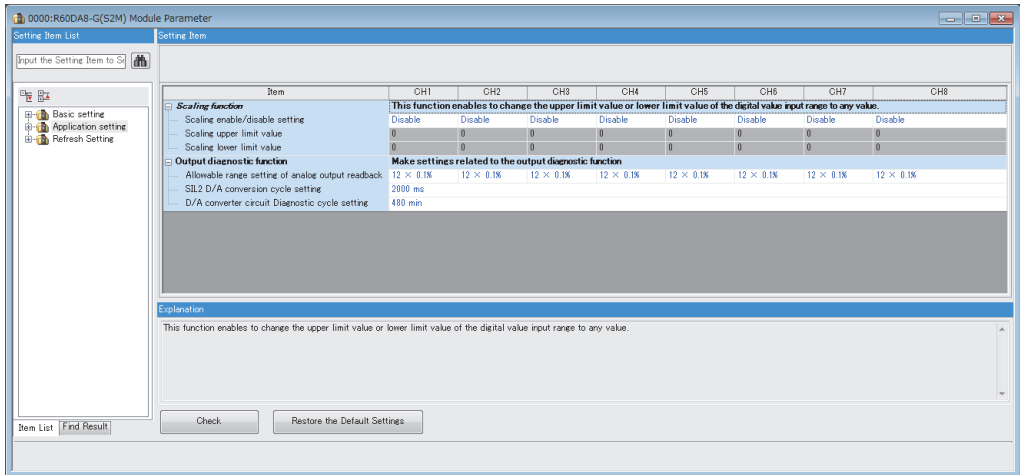 0000:R60DA8-G(S2M) Module Parameter
Setting Item List
Input the Setting Item to Se
Basic setting
Application setting
Refresh Setting
Item List Find Result
Setting Item
Item CH1 CH2 CH3 CH4 CH5 CH6 CH7 CH8
Scaling function This function enables to change the upper limit value or lower limit value of the digital value input range to any value.
Scaling enable/disable setting Disable Disable Disable Disable Disable Disable Disable Disable
Scaling upper limit value 0 0 0 0 0 0 0 0
Scaling lower limit value 0 0 0 0 0 0 0 0
Output diagnostic function Make settings related to the output diagnostic function
Allowable range setting of analog output readback 12 × 0.1% 12 × 0.1% 12 × 0.1% 12 × 0.1% 12 × 0.1% 12 × 0.1% 12 × 0.1% 12 × 0.1%
SIL2 D/A conversion cycle setting 2000 ms
D/A converter circuit Diagnostic cycle setting 480 min
Explanation
This function enables to change the upper limit value or lower limit value of the digital value input range to any value.
Check Restore the Default Settings